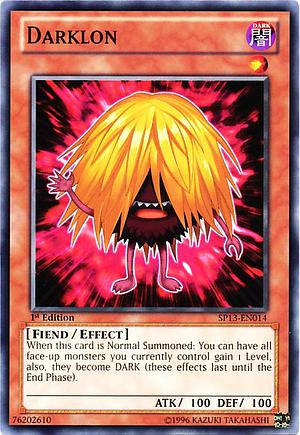 DARKLON
DARK
闇
1st Edition
SP13-EN014
[FIEND / EFFECT]
When this card is Normal Summoned: You can have all
face-up monsters you currently control gain 1 Level,
also, they become DARK (these effects last until the
End Phase).
ATK/ 100 DEF/ 100
76202610
©1996 KAZUKI TAKAHASHI